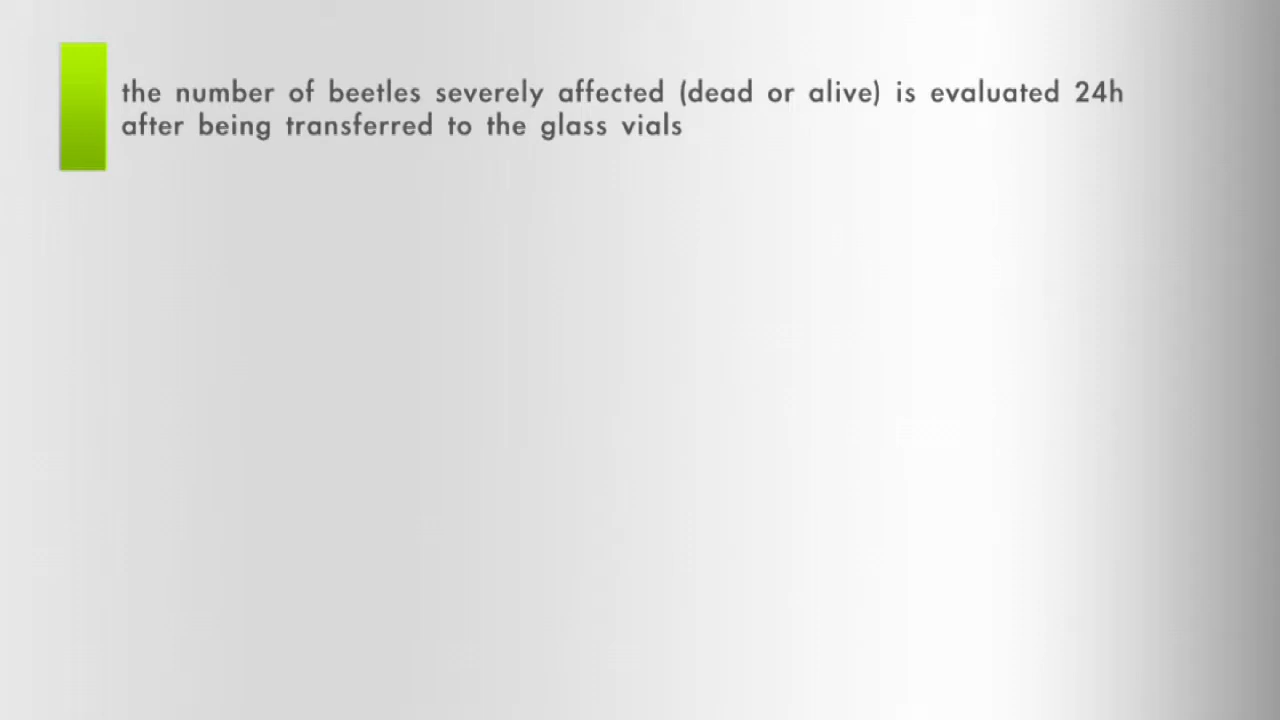 the number of beetles severely affected (dead or alive) is evaluated 24h
after being transferred to the glass vials